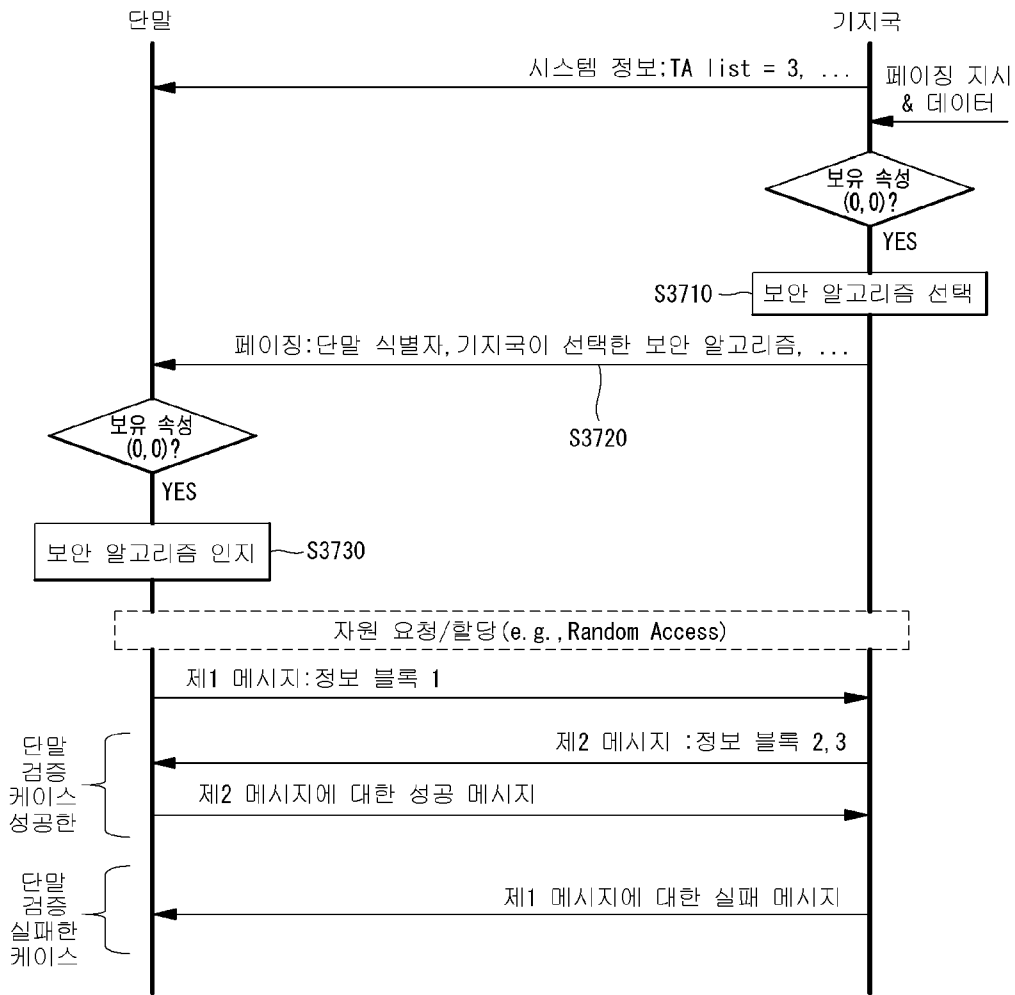 단말
기지국
시스템 정보;TA list = 3, ...
페이징 지시
& 데이터
보유 속성
(0,0)?
YES
S3710
보안 알고리즘 선택
페이징:단말 식별자,기지국이 선택한 보안 알고리즘, ...
S3720
보유 속성
(0,0)?
YES
보안 알고리즘 인지
S3730
자원 요청/할당(e.g.,Random Access)
제1 메시지:정보 블록 1
제2 메시지 :정보 블록 2,3
단말
검증
케이스
성공한
제2 메시지에 대한 성공 메시지
단말
검증
실패한
케이스
제1 메시지에 대한 실패 메시지